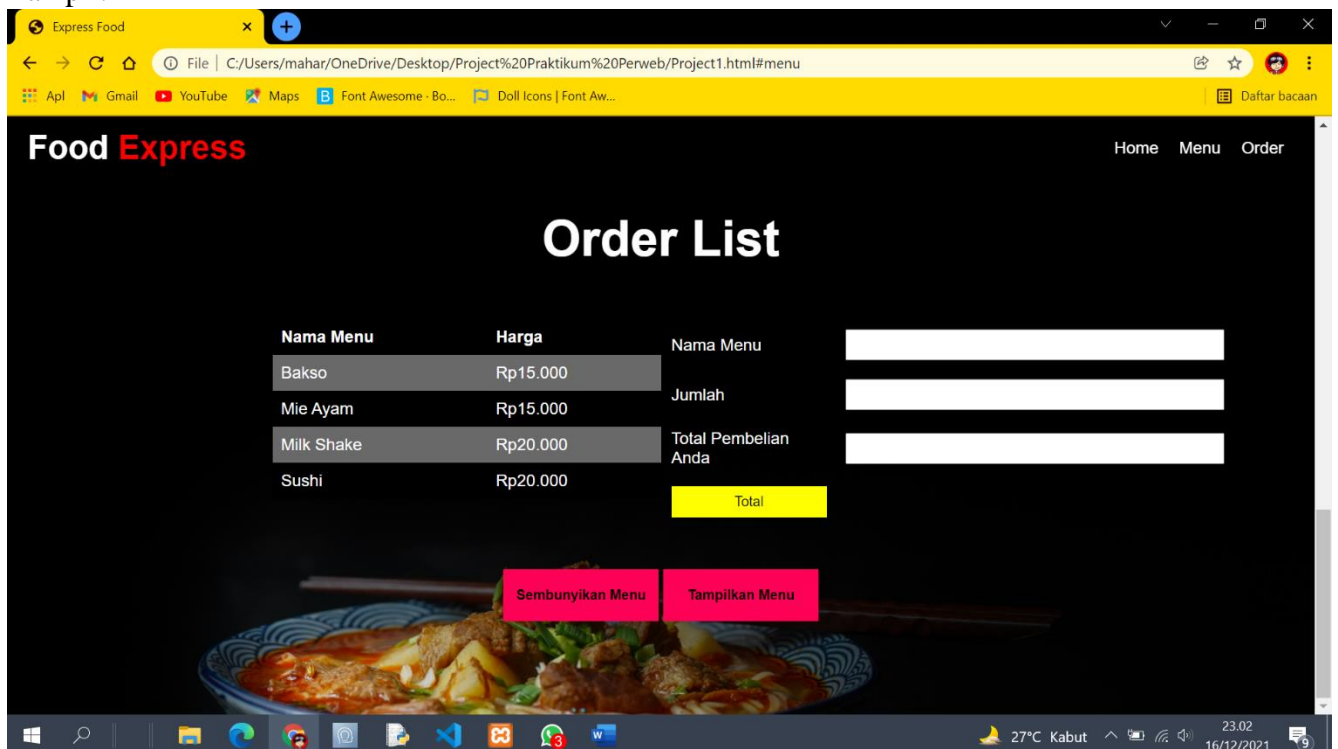 Express Food
File C:/Users/mahar/OneDrive/Desktop/Project%20Praktikum%20Perweb/Project1.html#menu
Apl Gmail YouTube Maps B Font Awesome · Bo... Doll Icons | Font Aw... Daftar bacaan
Food Express Home Menu Order
Order List
Nama Menu Harga
Bakso Rp15.000
Mie Ayam Rp15.000
Milk Shake Rp20.000
Sushi Rp20.000
Nama Menu
Jumlah
Total Pembelian
Anda
Total
Sembunyikan Menu Tampilkan Menu
3 W 27°C Kabut 23.02
16/12/2021 9